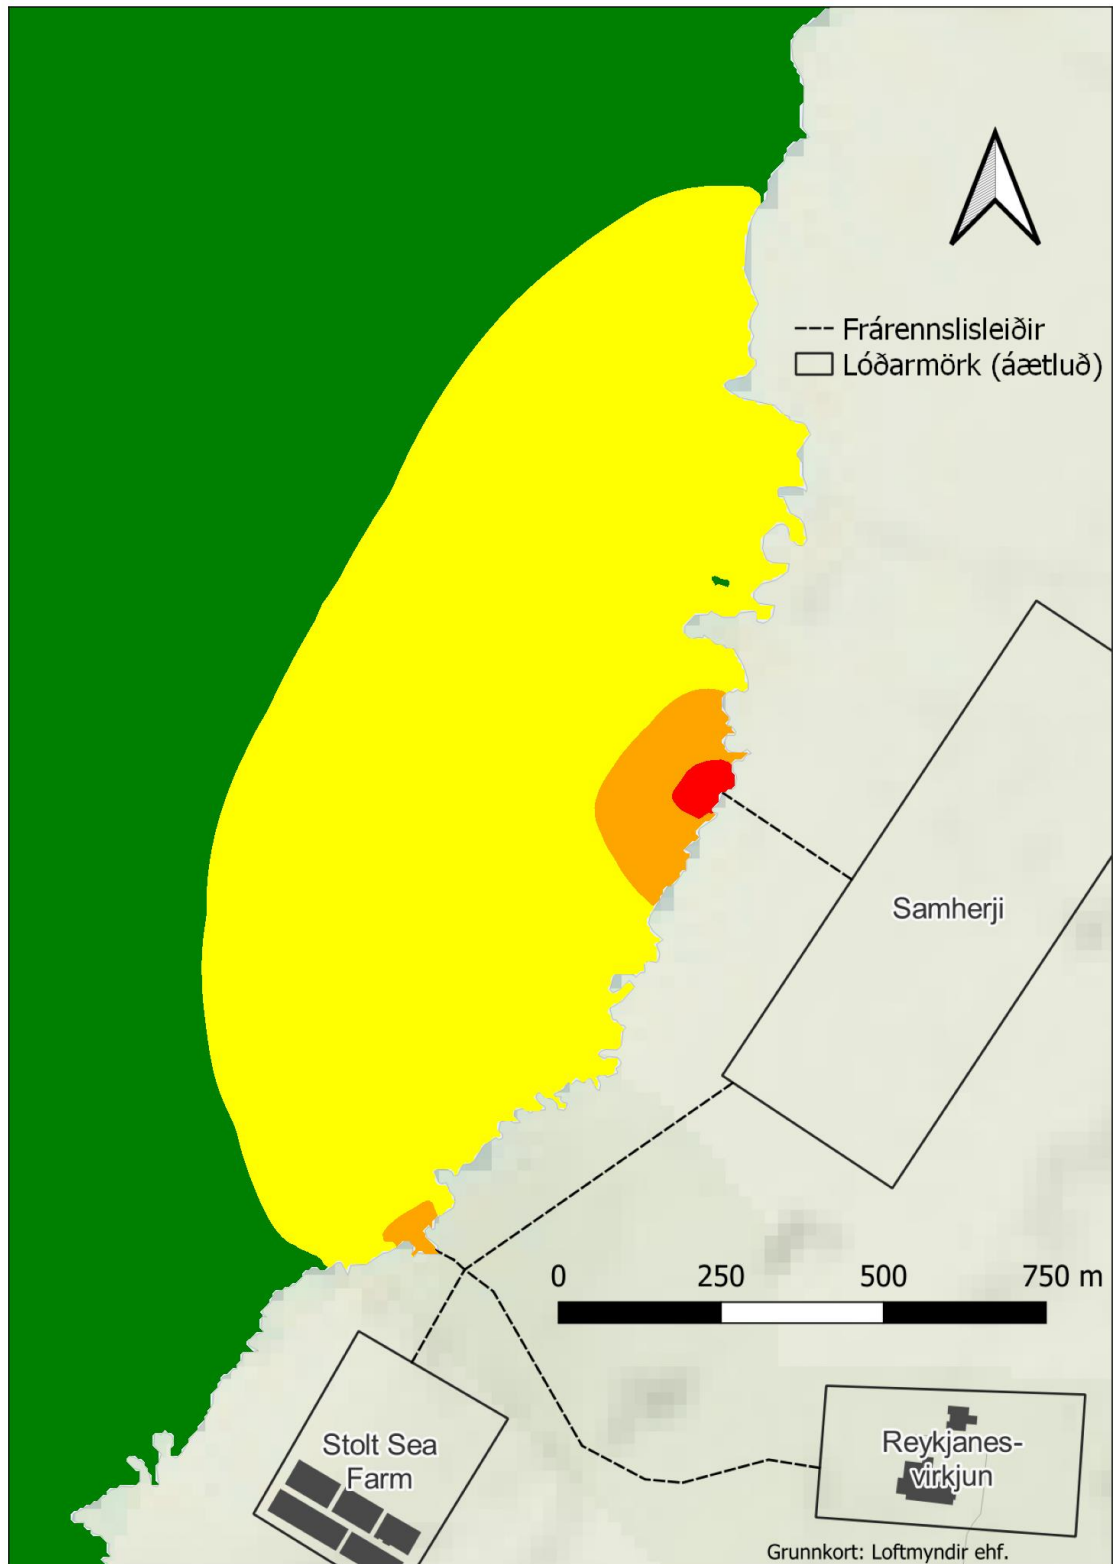 Frárennslisleiðir
Lóðarmörk (áætluð)
Samherji
0 250 500 750 m
Stolt Sea
Farm
Reykjanes-
virkjun
Grunnkort: Loftmyndir ehf.